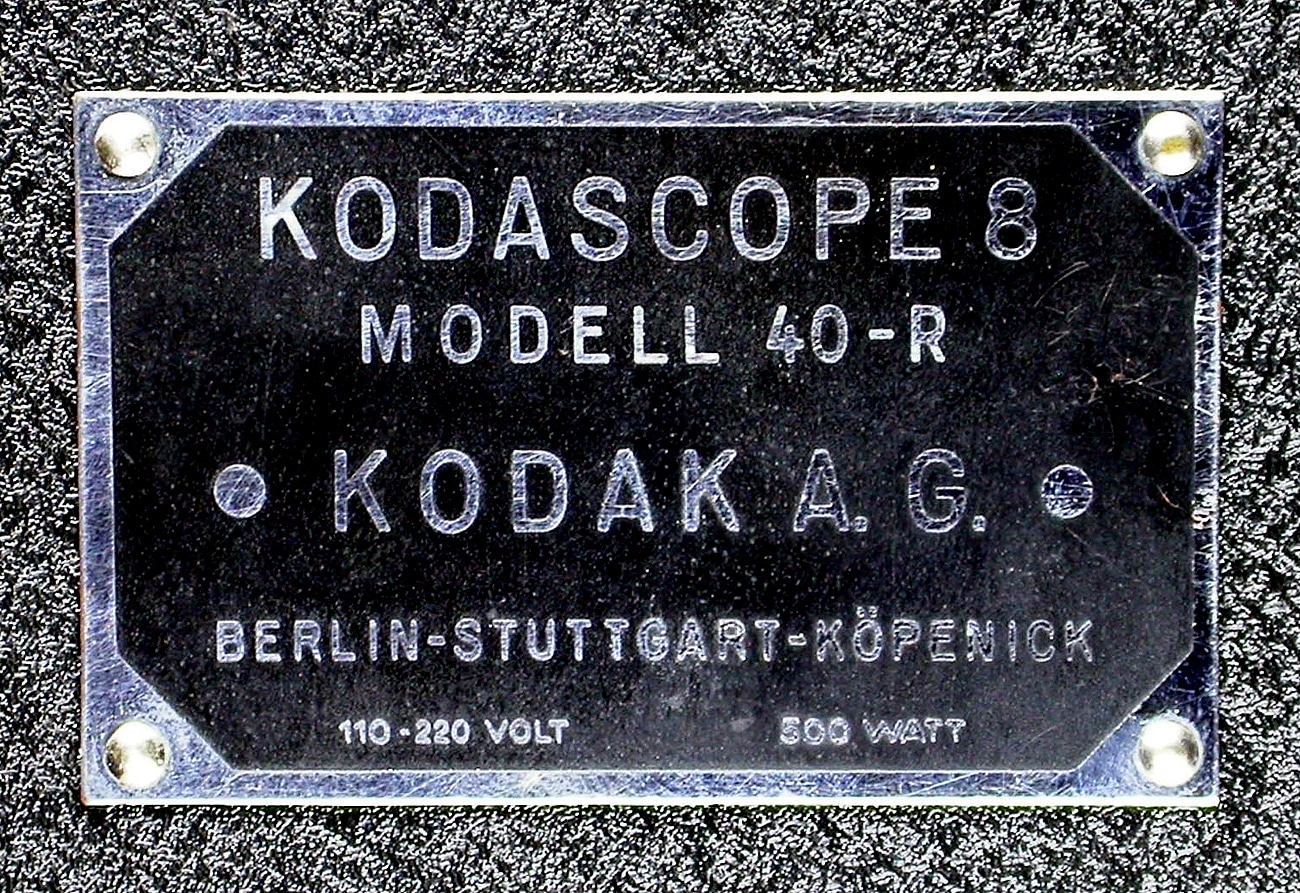 KODASCOPE 8
MODELL 40-R
KODAK A.G.
BERLIN-STUTTGART-KÖPENICK
110-220 VOLT 500 WATT